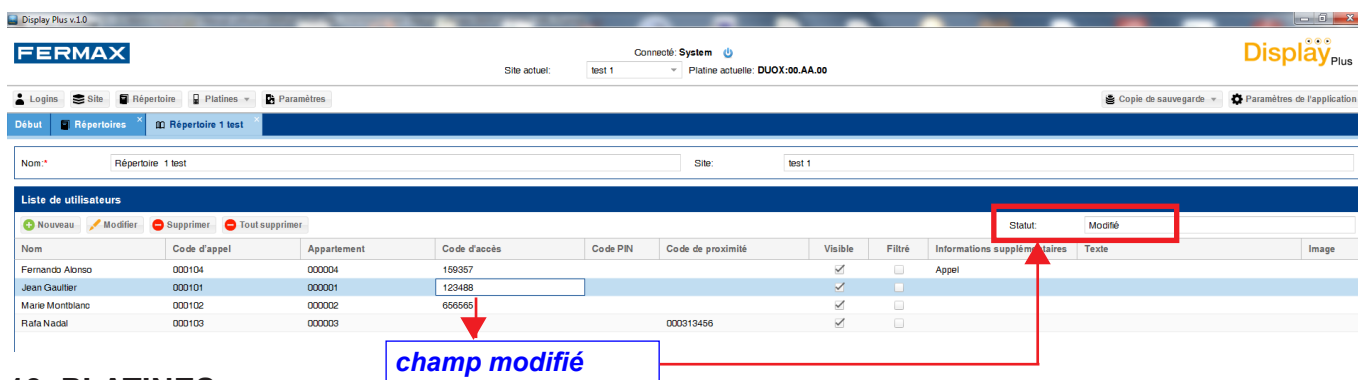 Display Plus v.1.0
FERMAX
Connecté: System
Display Plus
Site actuel: test 1 Platine actuelle: DUOX:00.AA.00
Logins Site Répertoire Platines Paramètres Copie de sauvegarde Paramètres de l'application
Début Répertoires Répertoire 1 test
Nom:* Répertoire 1 test Site: test 1
Liste de utilisateurs
Nouveau Modifier Supprimer Tout supprimer Statut: Modifié
Nom Code d'appel Appartement Code d'accès Code PIN Code de proximité Visible Filtré Informations supplémentaires Texte Image
Fernando Alonso 000104 000004 159357 Appel
Jean Gaultier 000101 000001 123488
Marie Montblanc 000102 000002 656565
Rafa Nadal 000103 000003 000313456
champ modifié